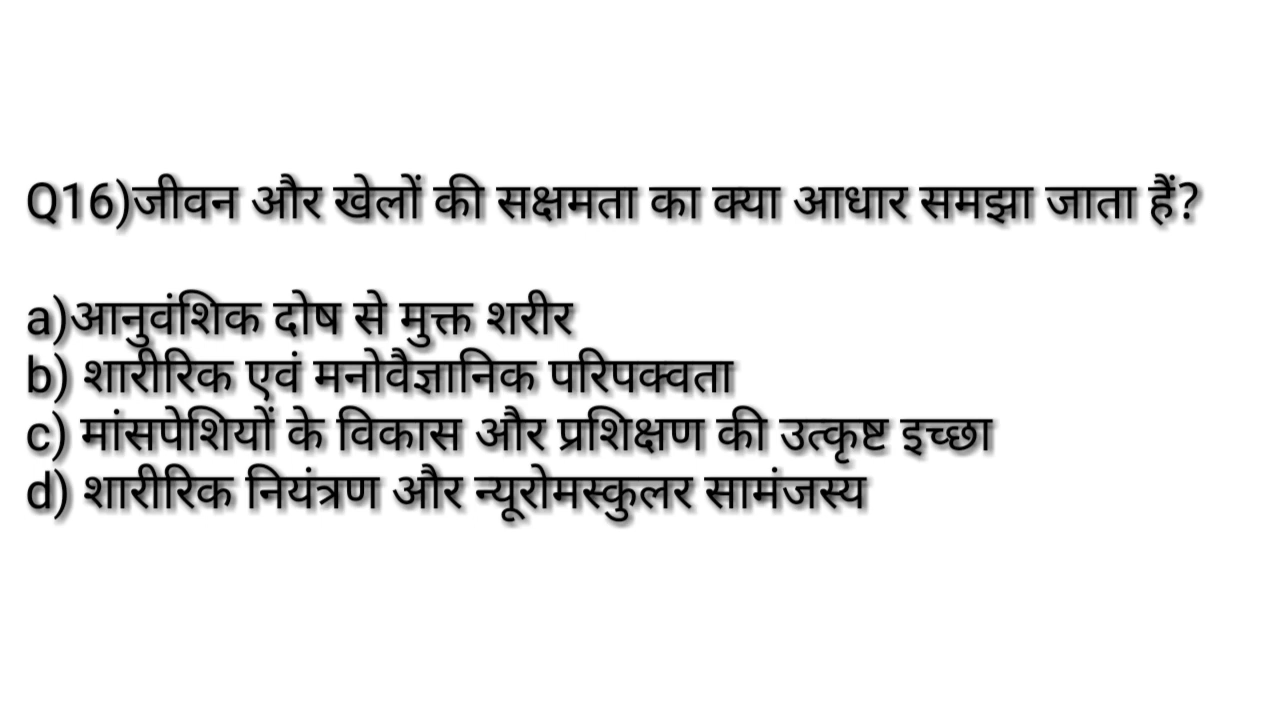 Q16)जीवन और खेलों की सक्षमता का क्या आधार समझा जाता हैं?
a)आनुवंशिक दोष से मुक्त शरीर
b) शारीरिक एवं मनोवैज्ञानिक परिपक्वता
c) मांसपेशियों के विकास और प्रशिक्षण की उत्कृष्ट इच्छा
d) शारीरिक नियंत्रण और न्यूरोमस्कुलर सामंजस्य